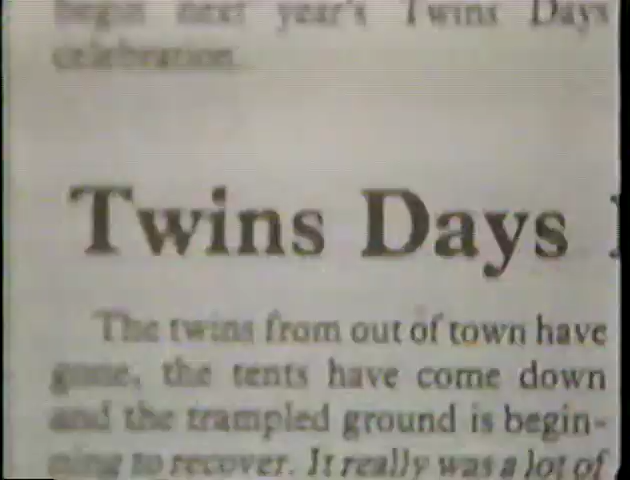 begin next year's Twins Days
celebration.
Twins Days
The twins from out of town have
gone, the tents have come down
and the trampled ground is begin-
ning to recover. It really was a lot of